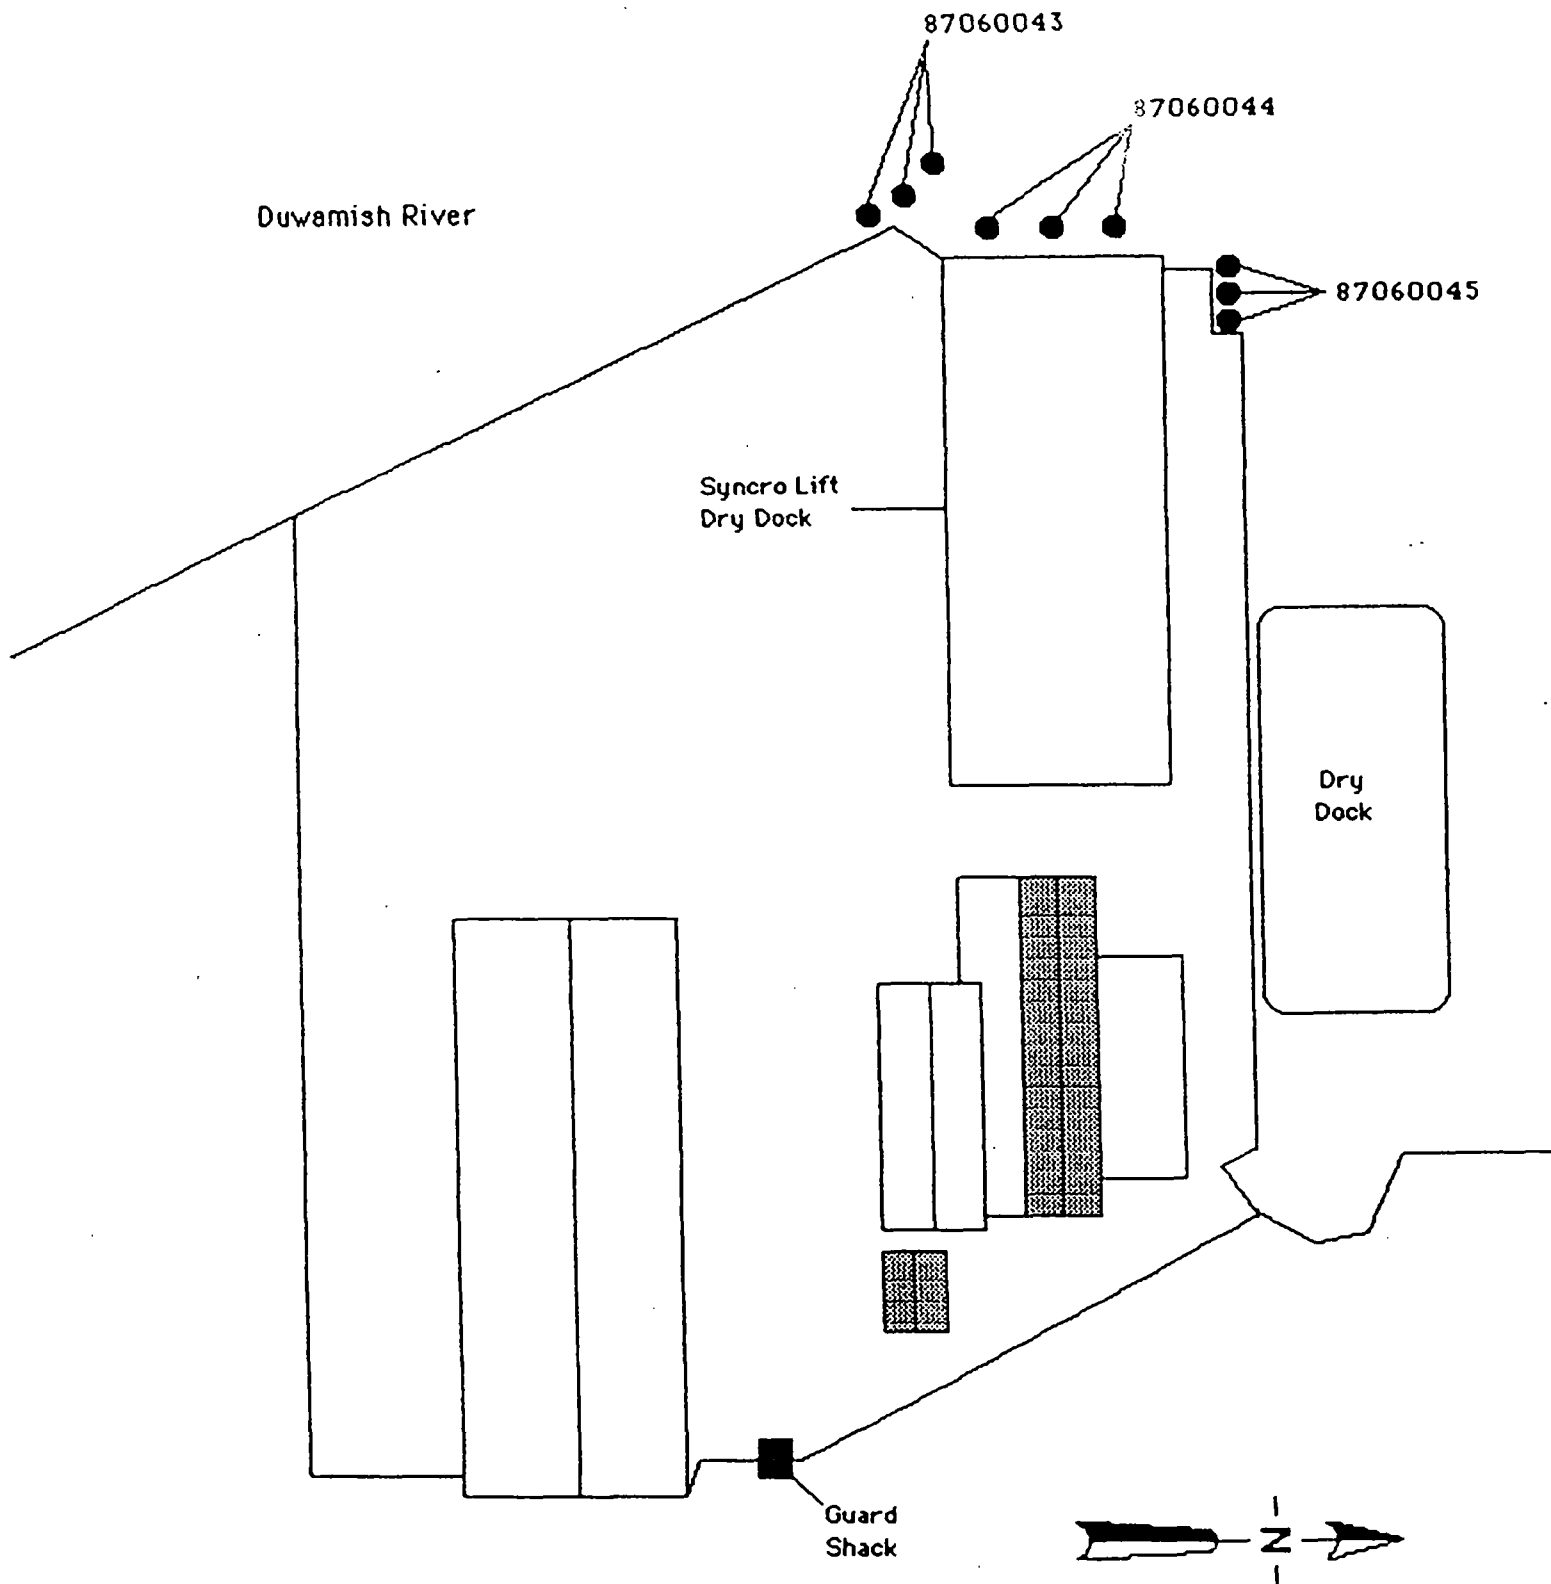 87060043
87060044
Duwamish River
87060045
Syncro Lift
Dry Dock
Dry
Dock
Guard
Shack
N